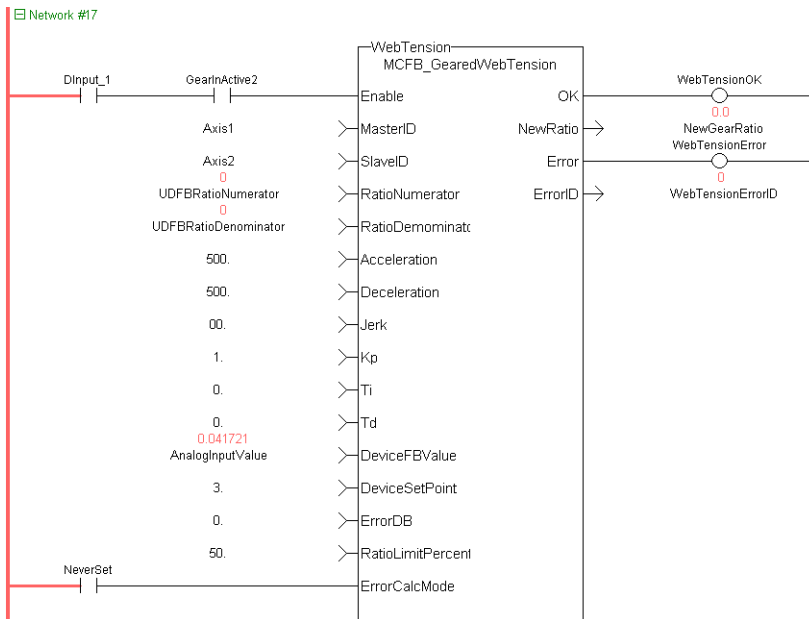 Network #17
WebTension
MCFB_GearedWebTension
DInput_1 GearInActive2 Enable OK WebTensionOK
0.0
Axis1 MasterID NewRatio NewGearRatio
WebTensionError
Axis2 SlaveID Error
0 0
UDFBRatioNumerator RatioNumerator ErrorID WebTensionErrorID
0
UDFBRatioDenominator RatioDemominatc
500. Acceleration
500. Deceleration
00. Jerk
1. Kp
0. Ti
0. Td
0.041721
AnalogInputValue DeviceFBValue
3. DeviceSetPoint
0. ErrorDB
50. RatioLimitPercent
NeverSet
ErrorCalcMode